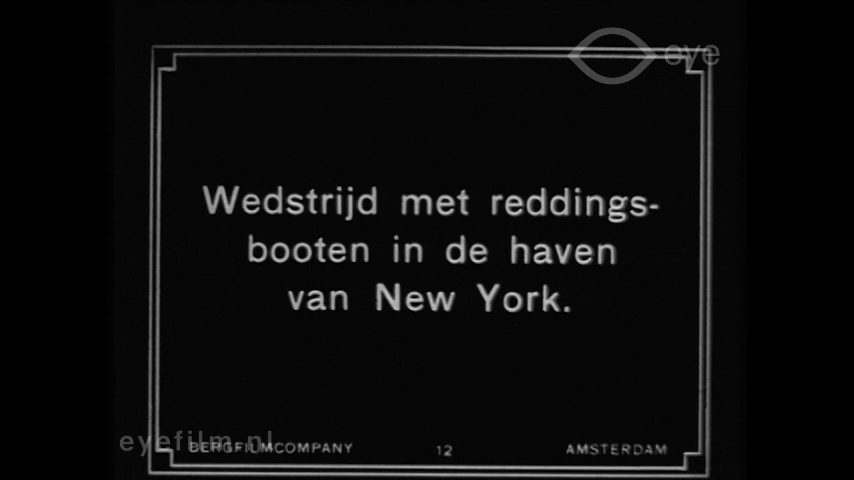 eye
Wedstrijd met reddings-
booten in de haven
van New York.
eyefilm.nl
BERGFILMCOMPANY 12 AMSTERDAM